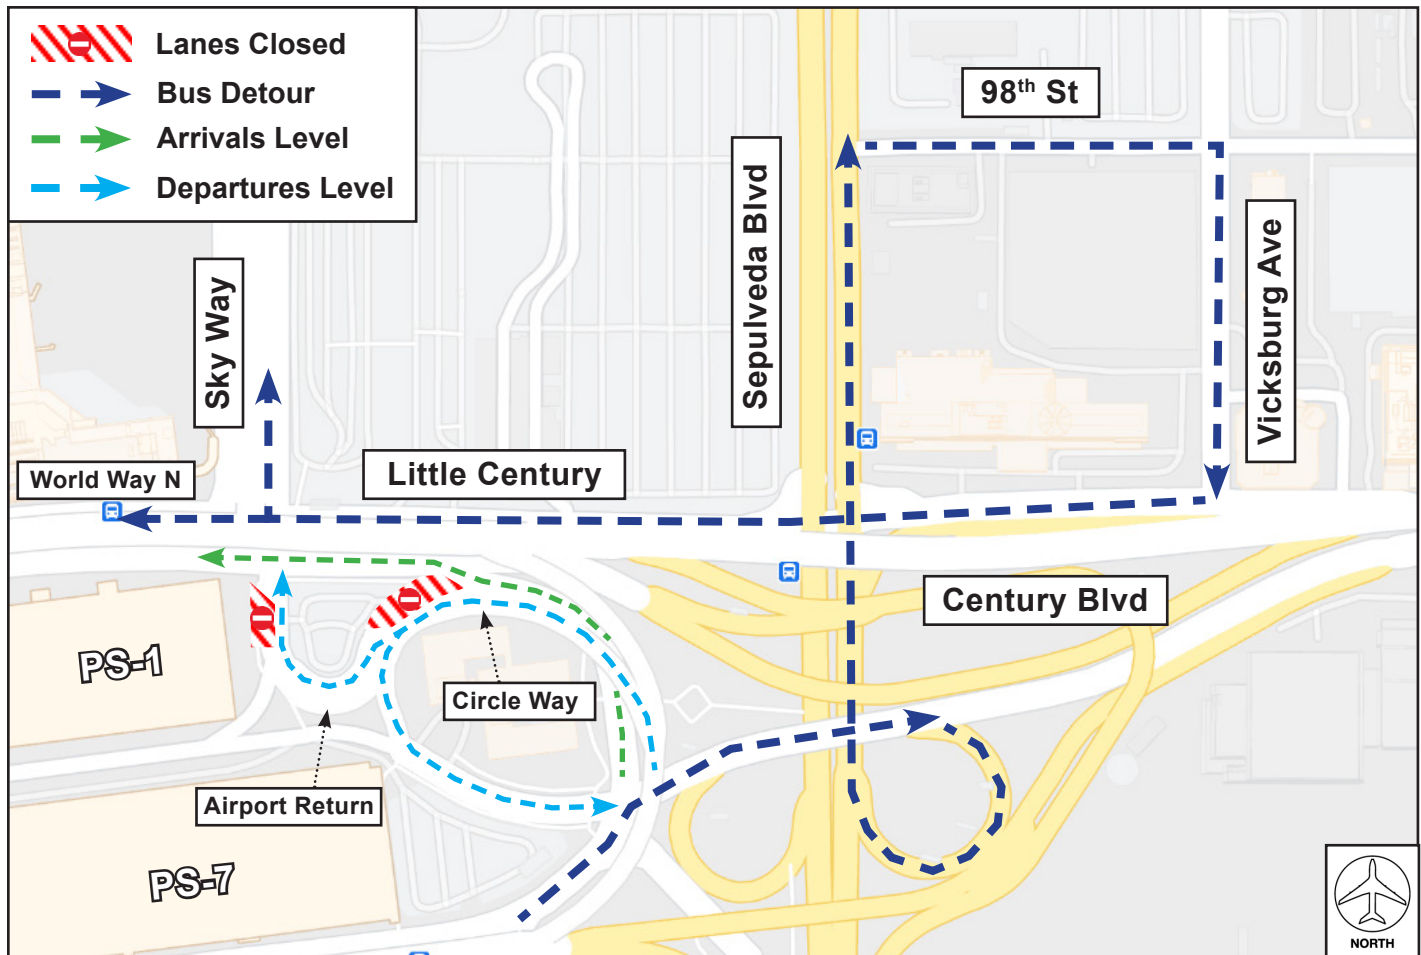 Lanes Closed
Bus Detour
Arrivals Level
Departures Level
98th St
Sepulveda Blvd
Vicksburg Ave
Sky Way
World Way N
Little Century
Century Blvd
PS-1
Circle Way
Airport Return
PS-7
NORTH